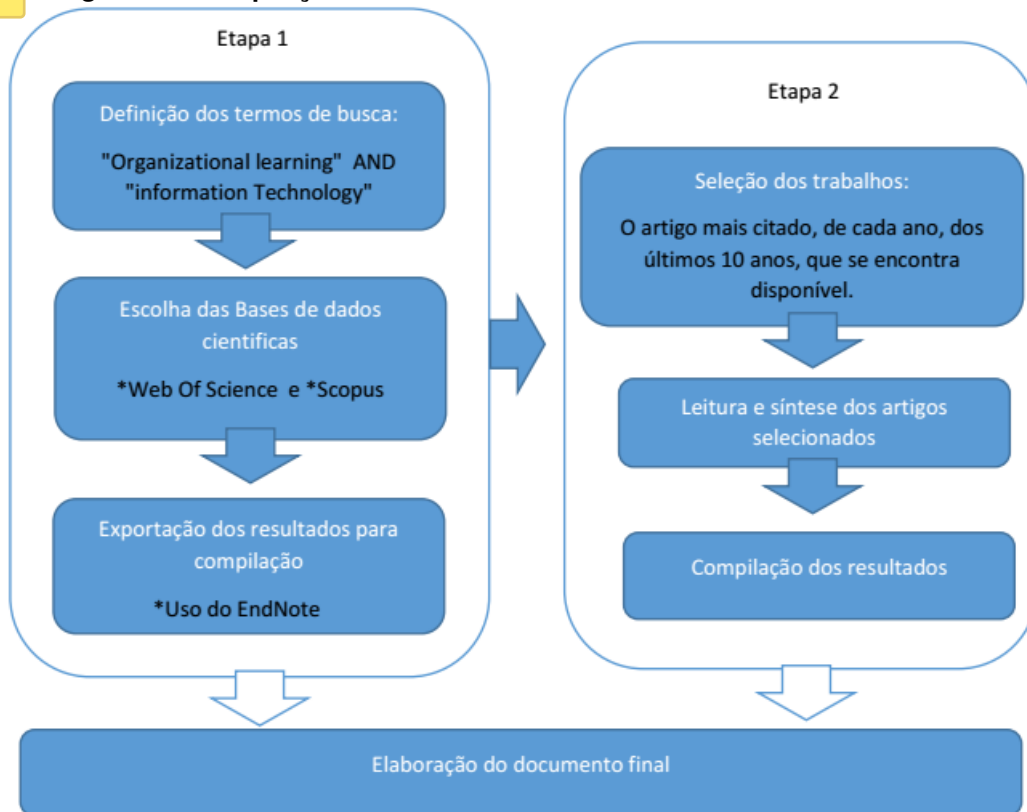 Etapa 1
Definição dos termos de busca:
"Organizational learning" AND
"information Technology"
Escolha das Bases de dados
cientificas
*Web Of Science e *Scopus
Exportação dos resultados para
compilação
*Uso do EndNote
Etapa 2
Seleção dos trabalhos:
O artigo mais citado, de cada ano, dos
últimos 10 anos, que se encontra
disponível.
Leitura e síntese dos artigos
selecionados
Compilação dos resultados
Elaboração do documento final